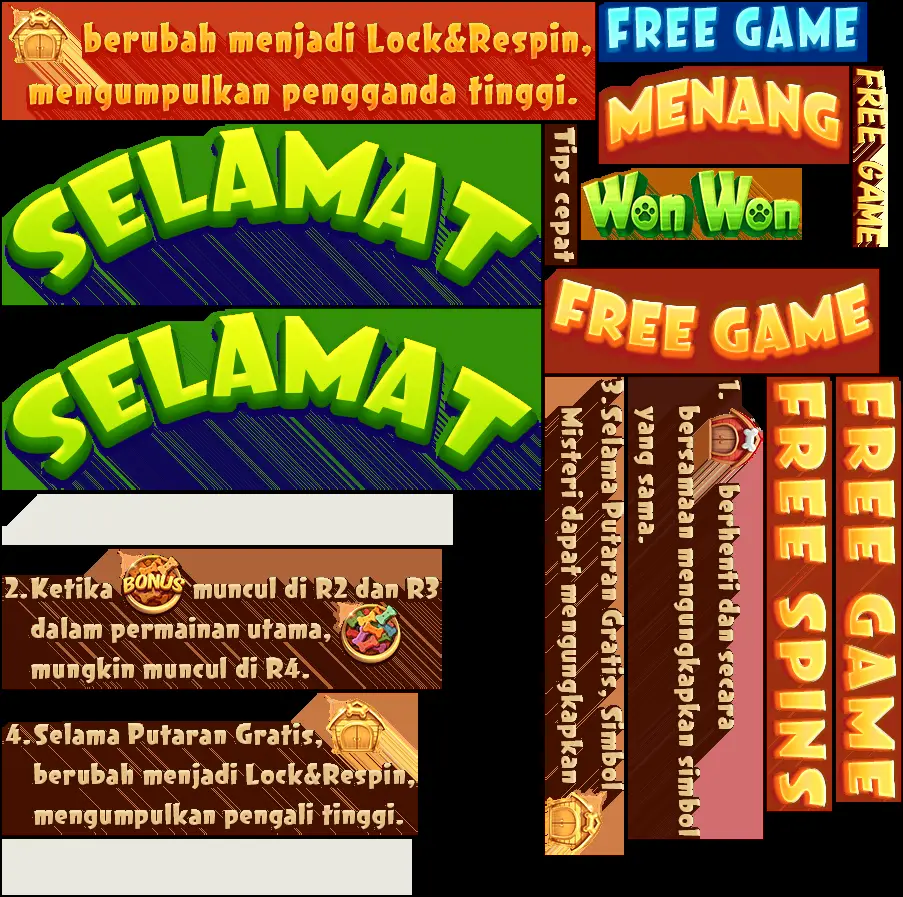 berubah menjadi Lock&Respin,
mengumpulkan pengganda tinggi.
FREE GAME
MENANG
FREE GAME
SELAMAT
Tips cepat
Won Won
FREE GAME
SELAMAT
2. Ketika BONUS muncul di R2 dan R3
dalam permainan utama,
mungkin muncul di R4.
4. Selama Putaran Gratis,
berubah menjadi Lock&Respin,
mengumpulkan pengali tinggi.
3. Selama Putaran Gratis, Simbol
Misteri dapat mengungkapkan
1. berhenti dan secara
bersamaan mengungkapkan simbol
yang sama.
FREE SPINS
FREE GAME